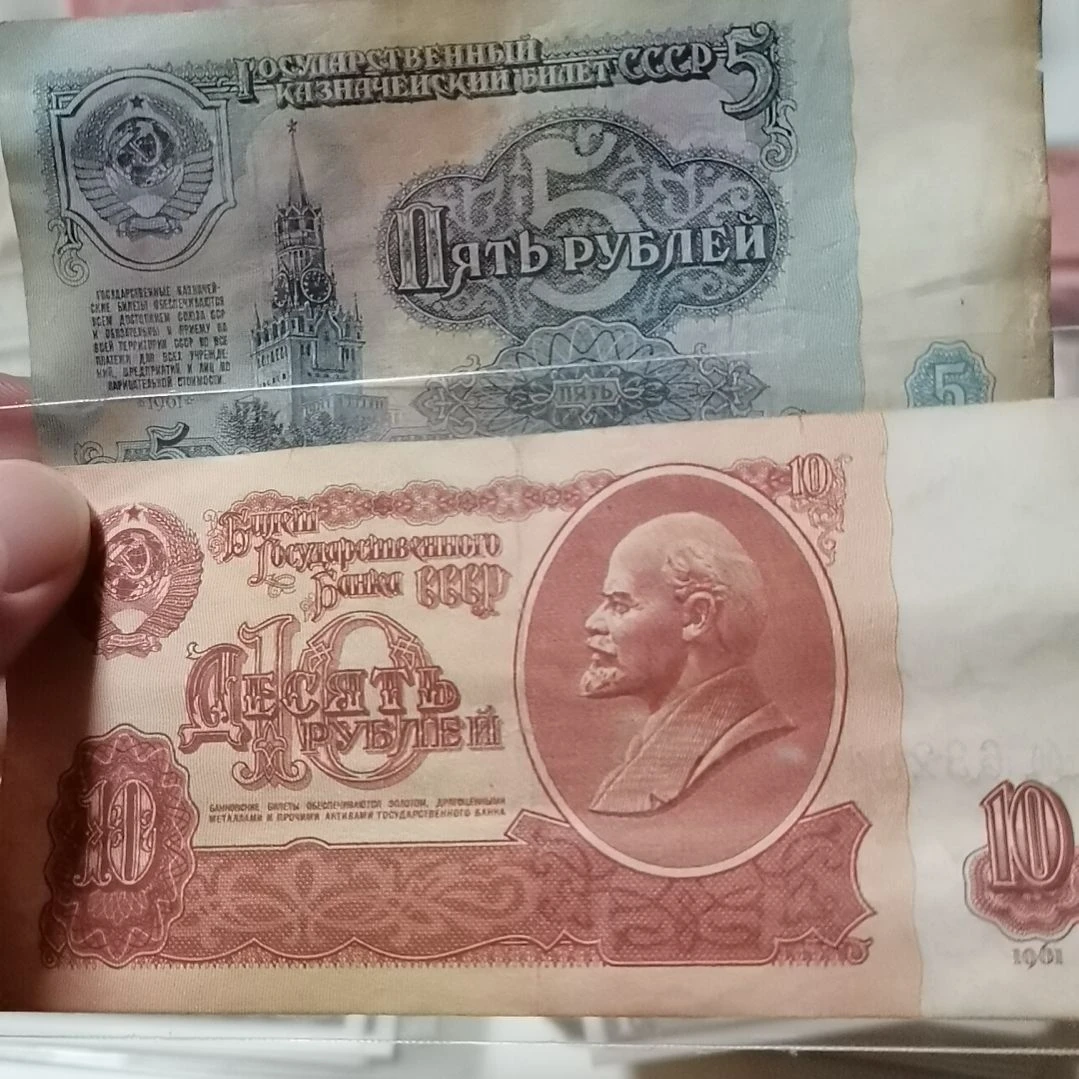 Государственный
казначейский билет СССР 5
5
Пять рублей
Государственные казначей-
ские билеты обеспечиваются
всем достоянием Союза ССР
и обязательны к приему на
всей территории СССР во все
платежи для всех учрежде-
ний, предприятий и лиц по
нарицательной стоимости.
1961
ПЯТЬ
5
5
10
Билет
Государственного
Банка СССР
10
Десять
рублей
Банковские билеты обеспечиваются золотом, драгоценными
металлами и прочими активами Государственного банка
10
10
1961